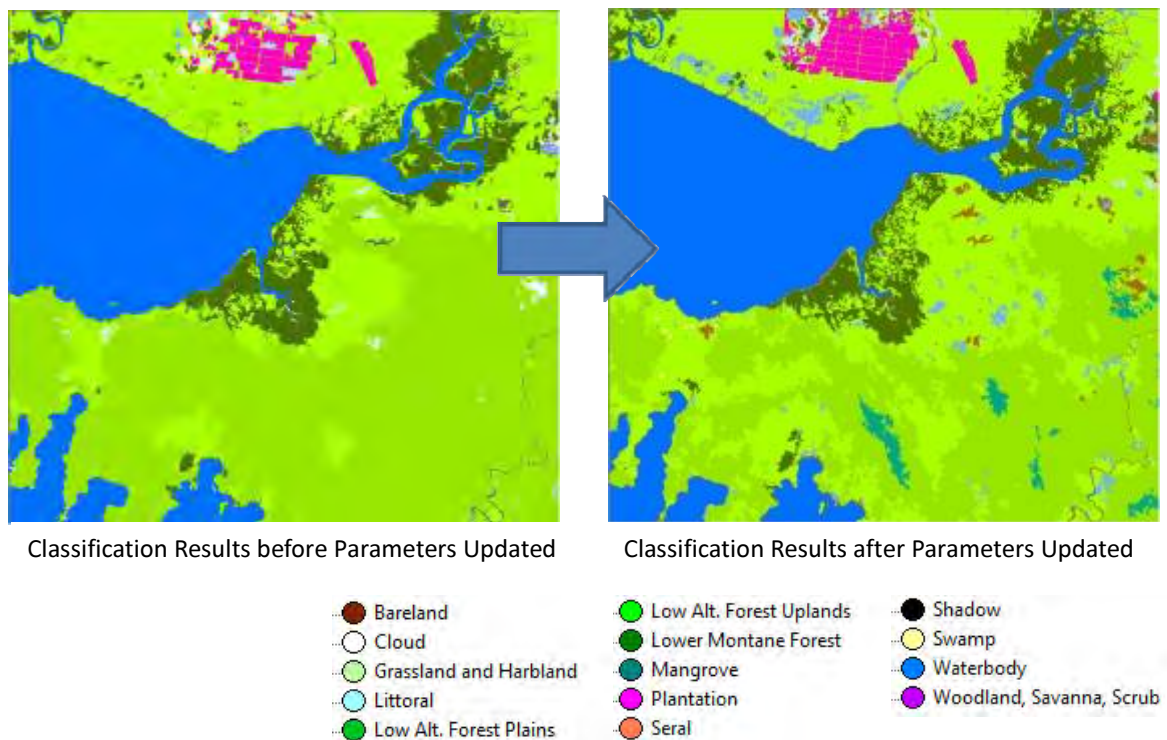 Classification Results before Parameters Updated
Classification Results after Parameters Updated
Bareland
Cloud
Grassland and Harbland
Littoral
Low Alt. Forest Plains
Low Alt. Forest Uplands
Lower Montane Forest
Mangrove
Plantation
Seral
Shadow
Swamp
Waterbody
Woodland, Savanna, Scrub